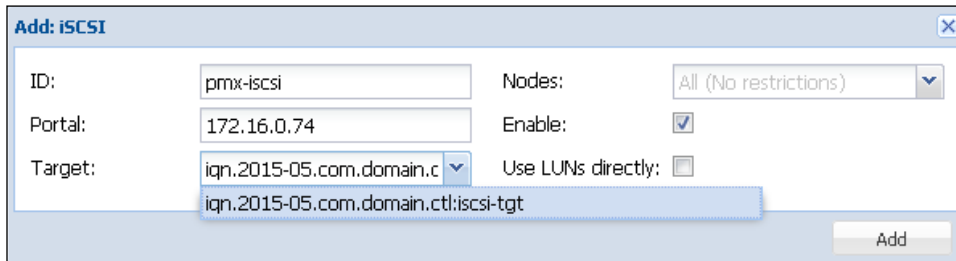 Add: iSCSI
ID: pmx-iscsi Nodes: All (No restrictions)
Portal: 172.16.0.74 Enable:
Target: iqn.2015-05.com.domain.c Use LUNs directly:
iqn.2015-05.com.domain.ctl:iscsi-tgt
Add